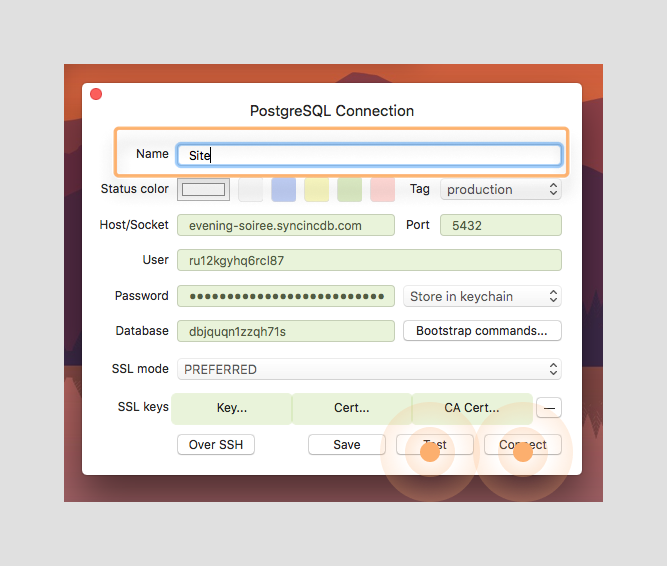 PostgreSQL Connection
Name Site
Status color Tag production
Host/Socket evening-soiree.syncincdb.com Port 5432
User ru12kgyhq6rcl87
Password ●●●●●●●●●●●●●●●●●●●●●●●●●● Store in keychain
Database dbjquqn1zzqh71s Bootstrap commands...
SSL mode PREFERRED
SSL keys Key... Cert... CA Cert... —
Over SSH Save Test Connect